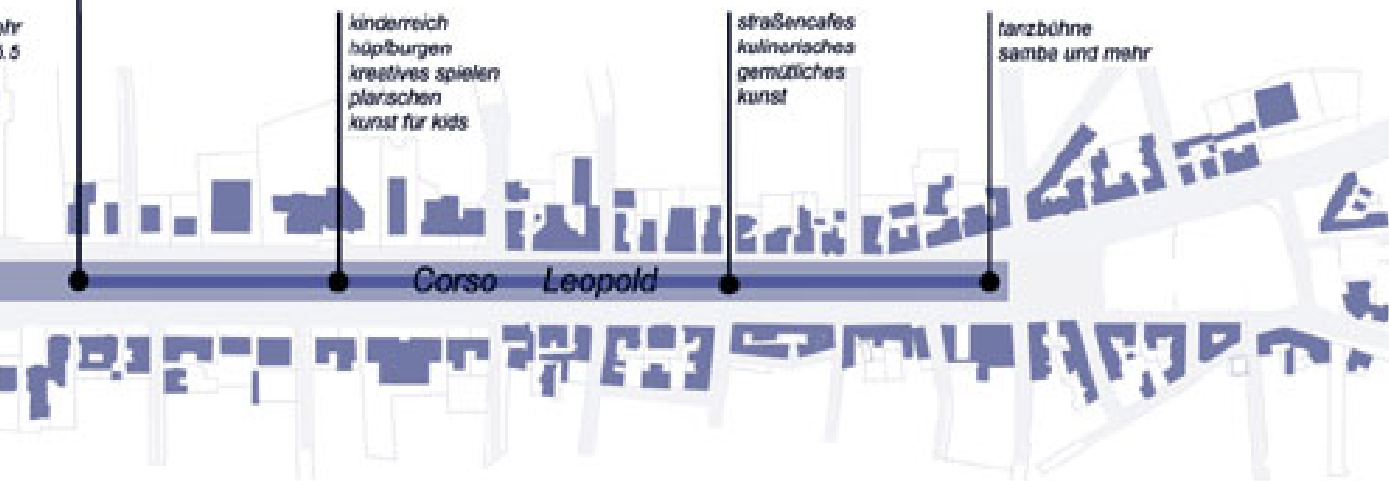 kinderreich
hüpfburgen
kreatives spielen
planschen
kunst für kids
straßencafes
kulinarisches
gemütliches
kunst
tanzbühne
samba und mehr
Corso Leopold